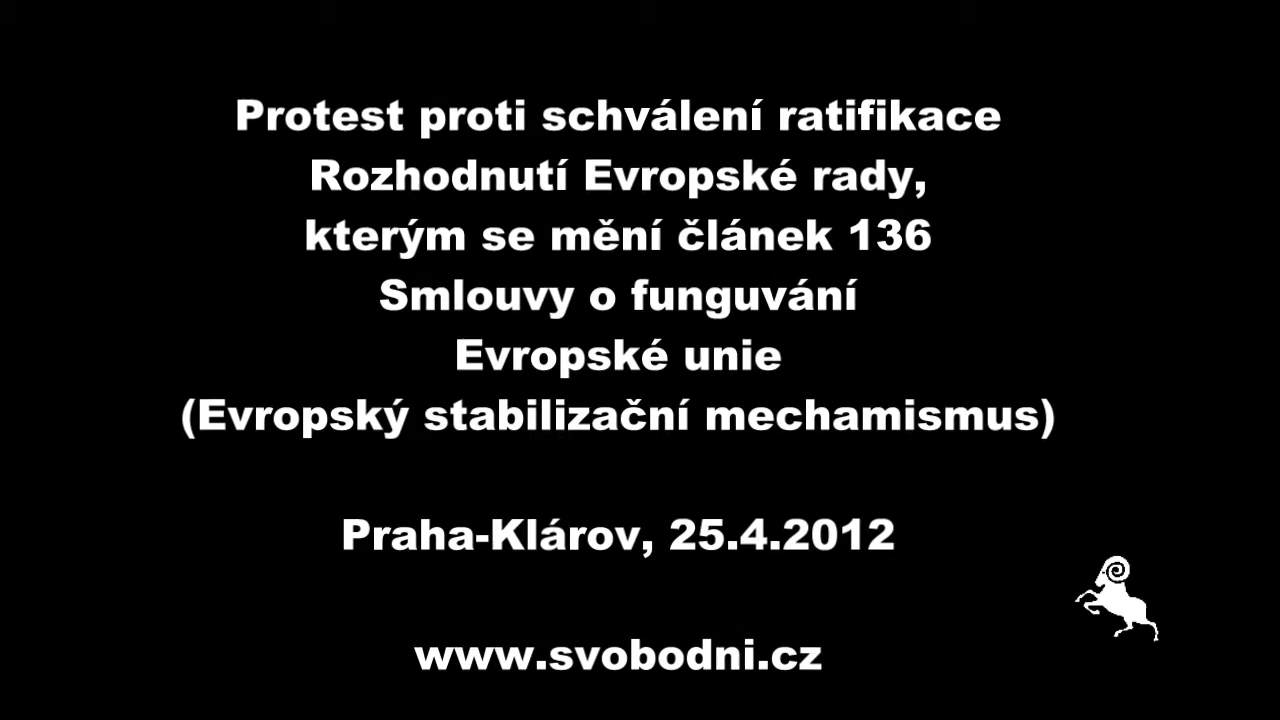 Protest proti schválení ratifikace
Rozhodnutí Evropské rady,
kterým se mění článek 136
Smlouvy o funguvání
Evropské unie
(Evropský stabilizační mechamismus)
Praha-Klárov, 25.4.2012
www.svobodni.cz